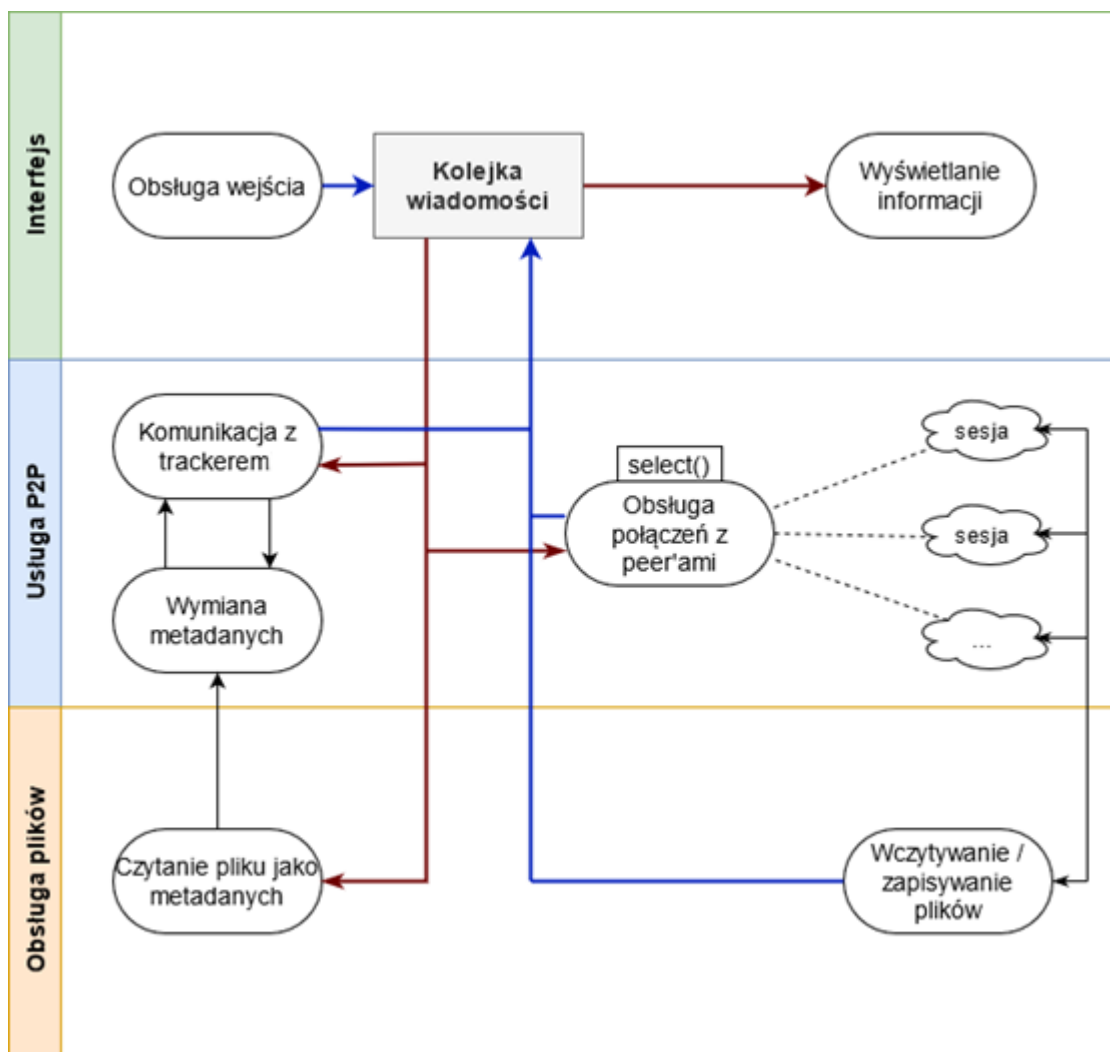 Interfejs
Obsługa wejścia
Kolejka
wiadomości
Wyświetlanie
informacji
Usługa P2P
Komunikacja z
trackerem
Wymiana
metadanych
select()
Obsługa
połączeń z
peer'ami
sesja
sesja
...
Obsługa plików
Czytanie pliku jako
metadanych
Wczytywanie /
zapisywanie
plików